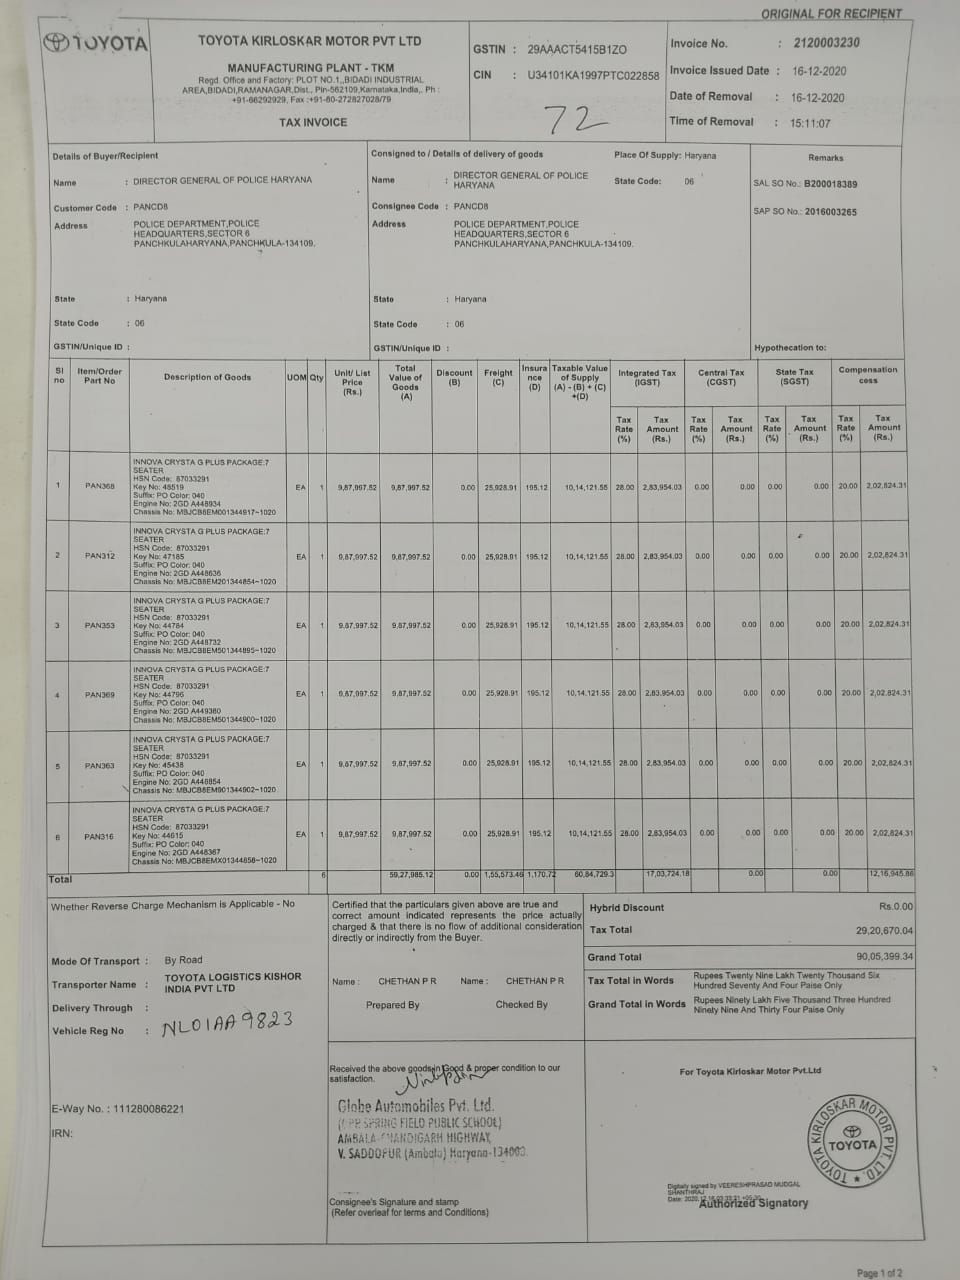 ORIGINAL FOR RECIPIENT
TOYOTA
TOYOTA KIRLOSKAR MOTOR PVT LTD
MANUFACTURING PLANT - TKM
Regd. Office and Factory: PLOT NO.1,,BIDADI INDUSTRIAL
AREA,BIDADI,RAMANAGAR,Dist., Pin-562109,Karnataka,India,. Ph :
+91-66292929, Fax :+91-80-272827028/79
TAX INVOICE
GSTIN : 29AAACT5415B1ZO
CIN : U34101KA1997PTC022858
72
Invoice No. : 2120003230
Invoice Issued Date : 16-12-2020
Date of Removal : 16-12-2020
Time of Removal : 15:11:07
Details of Buyer/Recipient
Name : DIRECTOR GENERAL OF POLICE HARYANA
Customer Code : PANCD8
Address POLICE DEPARTMENT,POLICE
HEADQUARTERS,SECTOR 6
PANCHKULAHARYANA,PANCHKULA-134109.
State : Haryana
State Code : 06
GSTIN/Unique ID :
Consigned to / Details of delivery of goods
Place Of Supply: Haryana
Name : DIRECTOR GENERAL OF POLICE
HARYANA
State Code: 06
Consignee Code : PANCD8
Address POLICE DEPARTMENT,POLICE
HEADQUARTERS,SECTOR 6
PANCHKULAHARYANA,PANCHKULA-134109.
State : Haryana
State Code : 06
GSTIN/Unique ID :
Remarks
SAL SO No.: B200018389
SAP SO No.: 2016003265
Hypothecation to:
Sl no Item/Order Part No Description of Goods UOM Qty Unit/ List Price (Rs.) Total Value of Goods (A) Discount (B) Freight (C) Insura nce (D) Taxable Value of Supply (A) - (B) + (C) +(D) Integrated Tax (IGST) Central Tax (CGST) State Tax (SGST) Compensation cess
Tax Rate (%) Tax Amount (Rs.) Tax Rate (%) Tax Amount (Rs.) Tax Rate (%) Tax Amount (Rs.) Tax Rate (%) Tax Amount (Rs.)
INNOVA CRYSTA G PLUS PACKAGE:7
SEATER
HSN Code: 87033291
1 PAN368 Key No: 48519 EA 1 9,87,997.52 9,87,997.52 0.00 25,928.91 195.12 10,14,121.55 28.00 2,83,954.03 0.00 0.00 0.00 0.00 20.00 2,02,824.31
Suffix: PO Color: 040
Engine No: 2GD A448934
Chassis No: MBJCB8EM001344917~1020
INNOVA CRYSTA G PLUS PACKAGE:7
SEATER
HSN Code: 87033291
2 PAN312 Key No: 47185 EA 1 9,87,997.52 9,87,997.52 0.00 25,928.91 195.12 10,14,121.55 28.00 2,83,954.03 0.00 0.00 0.00 0.00 20.00 2,02,824.31
Suffix: PO Color: 040
Engine No: 2GD A448636
Chassis No: MBJCB8EM201344854~1020
INNOVA CRYSTA G PLUS PACKAGE:7
SEATER
HSN Code: 87033291
3 PAN353 Key No: 44784 EA 1 9,87,997.52 9,87,997.52 0.00 25,928.91 195.12 10,14,121.55 28.00 2,83,954.03 0.00 0.00 0.00 0.00 20.00 2,02,824.31
Suffix: PO Color: 040
Engine No: 2GD A448732
Chassis No: MBJCB8EM501344895~1020
INNOVA CRYSTA G PLUS PACKAGE:7
SEATER
HSN Code: 87033291
4 PAN369 Key No: 44796 EA 1 9,87,997.52 9,87,997.52 0.00 25,928.91 195.12 10,14,121.55 28.00 2,83,954.03 0.00 0.00 0.00 0.00 20.00 2,02,824.31
Suffix: PO Color: 040
Engine No: 2GD A449380
Chassis No: MBJCB8EM501344900~1020
INNOVA CRYSTA G PLUS PACKAGE:7
SEATER
HSN Code: 87033291
5 PAN363 Key No: 45438 EA 1 9,87,997.52 9,87,997.52 0.00 25,928.91 195.12 10,14,121.55 28.00 2,83,954.03 0.00 0.00 0.00 0.00 20.00 2,02,824.31
Suffix: PO Color: 040
Engine No: 2GD A448854
Chassis No: MBJCB8EM901344902~1020
INNOVA CRYSTA G PLUS PACKAGE:7
SEATER
HSN Code: 87033291
6 PAN316 Key No: 44615 EA 1 9,87,997.52 9,87,997.52 0.00 25,928.91 195.12 10,14,121.55 28.00 2,83,954.03 0.00 0.00 0.00 0.00 20.00 2,02,824.31
Suffix: PO Color: 040
Engine No: 2GD A448367
Chassis No: MBJCB8EMX01344858~1020
Total 6 59,27,985.12 0.00 1,55,573.46 1,170.72 60,84,729.3 17,03,724.18 0.00 0.00 12,16,945.86
Whether Reverse Charge Mechanism is Applicable - No
Mode Of Transport : By Road
Transporter Name : TOYOTA LOGISTICS KISHOR
INDIA PVT LTD
Delivery Through :
Vehicle Reg No : NL01AA9823
E-Way No. : 111280086221
IRN:
Certified that the particulars given above are true and
correct amount indicated represents the price actually
charged & that there is no flow of additional consideration
directly or indirectly from the Buyer.
Name : CHETHAN P R Name : CHETHAN P R
Prepared By Checked By
Received the above goods in Good & proper condition to our
satisfaction.
Globe Automobiles Pvt. Ltd.
SPRING FIELD PUBLIC SCHOOL)
AMBALA-CHANDIGARH HIGHWAY,
V. SADDOPUR (Ambala) Haryana-134003.
Consignee's Signature and stamp
(Refer overleaf for terms and Conditions)
Hybrid Discount Rs.0.00
Tax Total 29,20,670.04
Grand Total 90,05,399.34
Tax Total in Words Rupees Twenty Nine Lakh Twenty Thousand Six
Hundred Seventy And Four Paise Only
Grand Total in Words Rupees Ninely Lakh Five Thousand Three Hundred
Ninety Nine And Thirty Four Paise Only
For Toyota Kirloskar Motor Pvt.Ltd
TOYOTA KIRLOSKAR MOTOR PVT. LTD.
TOYOTA
Digitally signed by VEERESHPRASAD MUDGAL
SHANTHRAJ
Authorized Signatory
Page 1 of 2